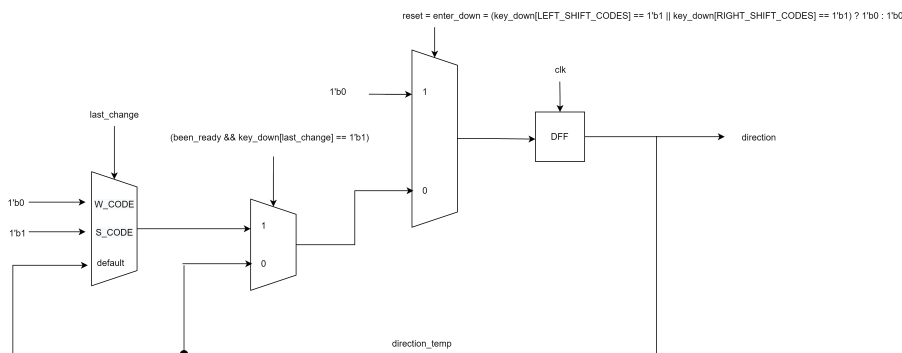 reset = enter_down = (key_down[LEFT_SHIFT_CODES] == 1'b1 || key_down[RIGHT_SHIFT_CODES] == 1'b1) ? 1'b0 : 1'b0
clk
1'b0
1
last_change
(been_ready && key_down[last_change] == 1'b1)
DFF
direction
1'b0
W_CODE
0
1'b1
S_CODE
1
default
0
direction_temp